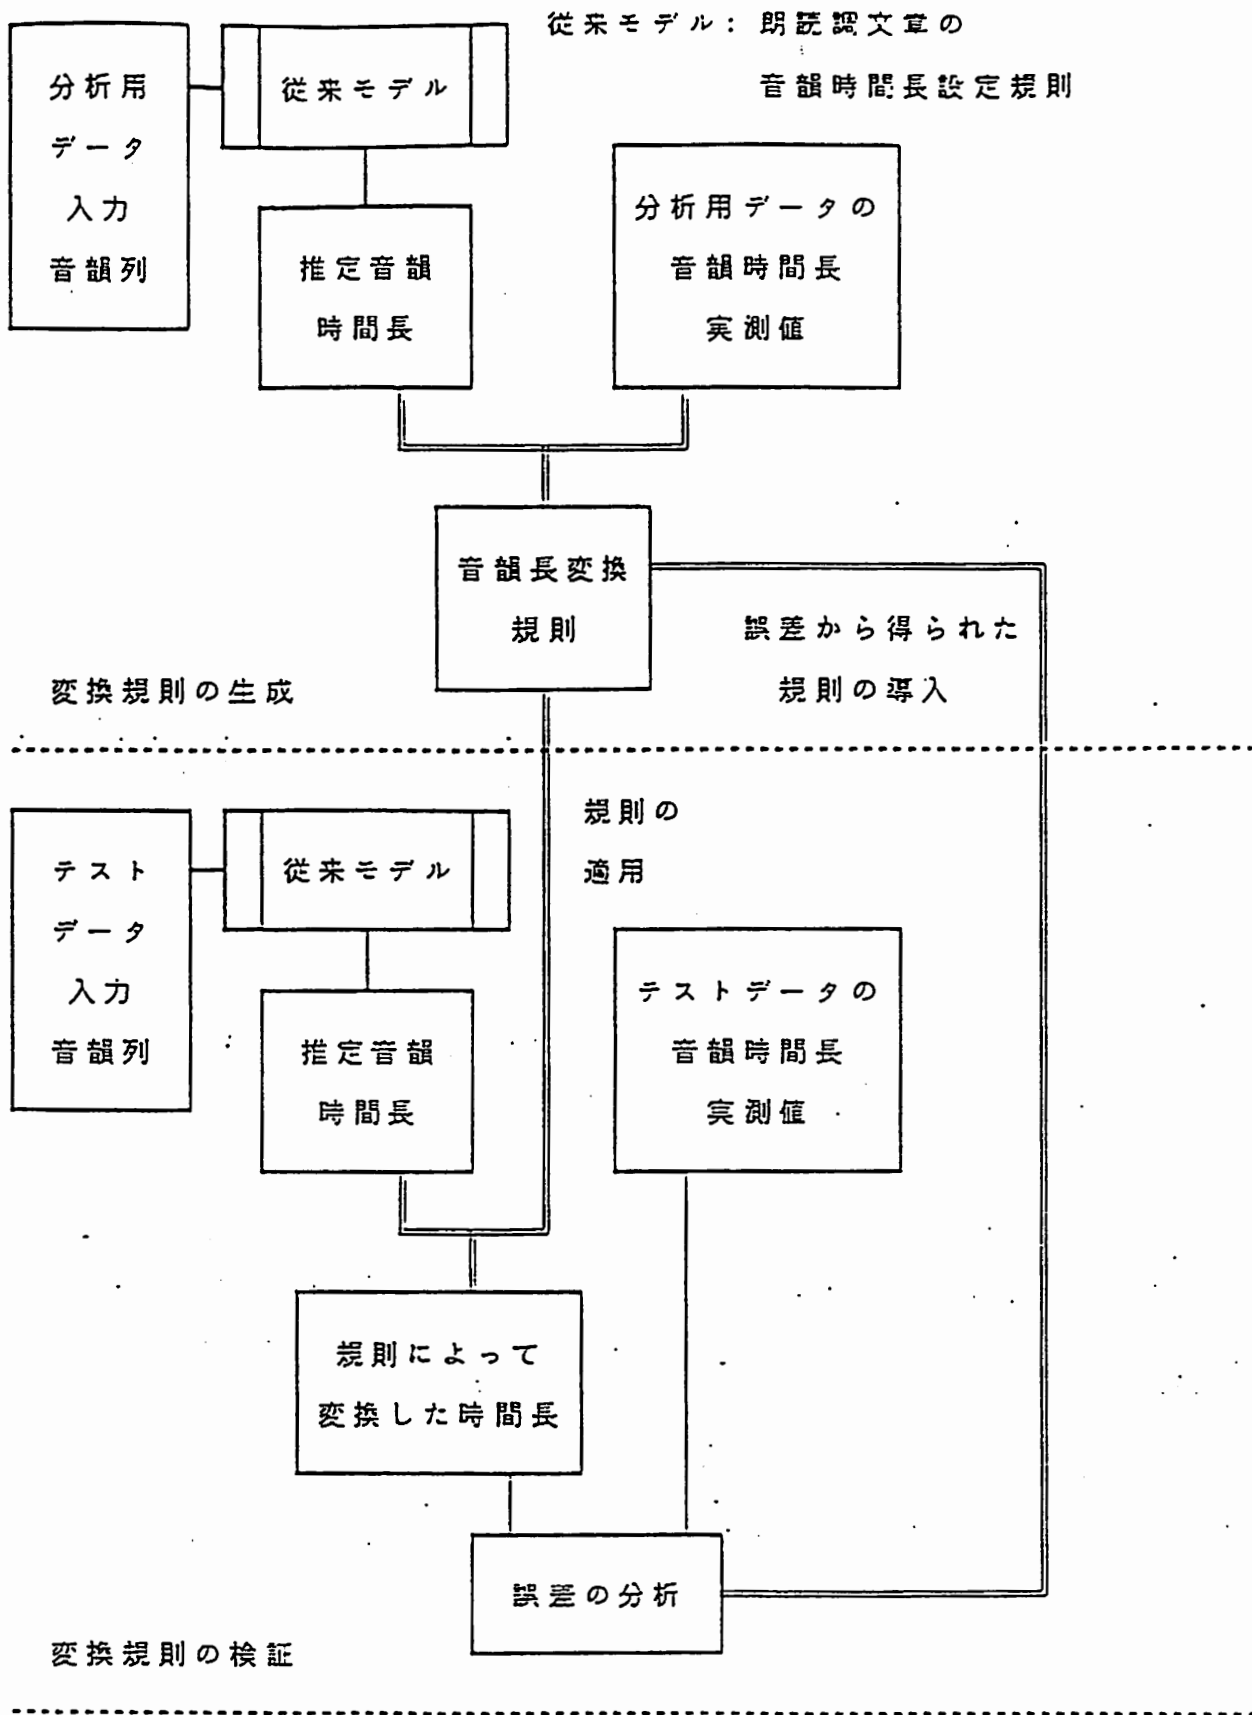 従来モデル：朗読調文章の
音韻時間長設定規則
分析用
データ
入力
音韻列
従来モデル
推定音韻
時間長
分析用データの
音韻時間長
実測値
音韻長変換
規則
誤差から得られた
規則の導入
変換規則の生成
規則の
適用
テスト
データ
入力
音韻列
従来モデル
推定音韻
時間長
テストデータの
音韻時間長
実測値
規則によって
変換した時間長
誤差の分析
変換規則の検証